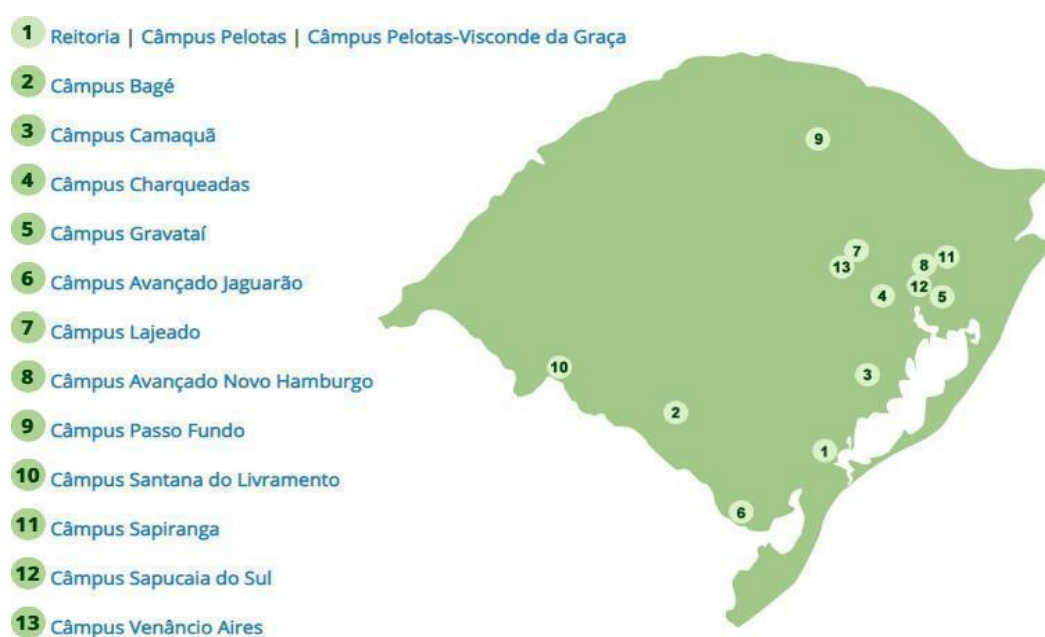 1 Reitoria | Câmpus Pelotas | Câmpus Pelotas-Visconde da Graça
2 Câmpus Bagé
3 Câmpus Camaquã
4 Câmpus Charqueadas
5 Câmpus Gravataí
6 Câmpus Avançado Jaguarão
7 Câmpus Lajeado
8 Câmpus Avançado Novo Hamburgo
9 Câmpus Passo Fundo
10 Câmpus Santana do Livramento
11 Câmpus Sapiranga
12 Câmpus Sapucaia do Sul
13 Câmpus Venâncio Aires
9
7
11
13
8
12
4
5
10
3
2
1
6